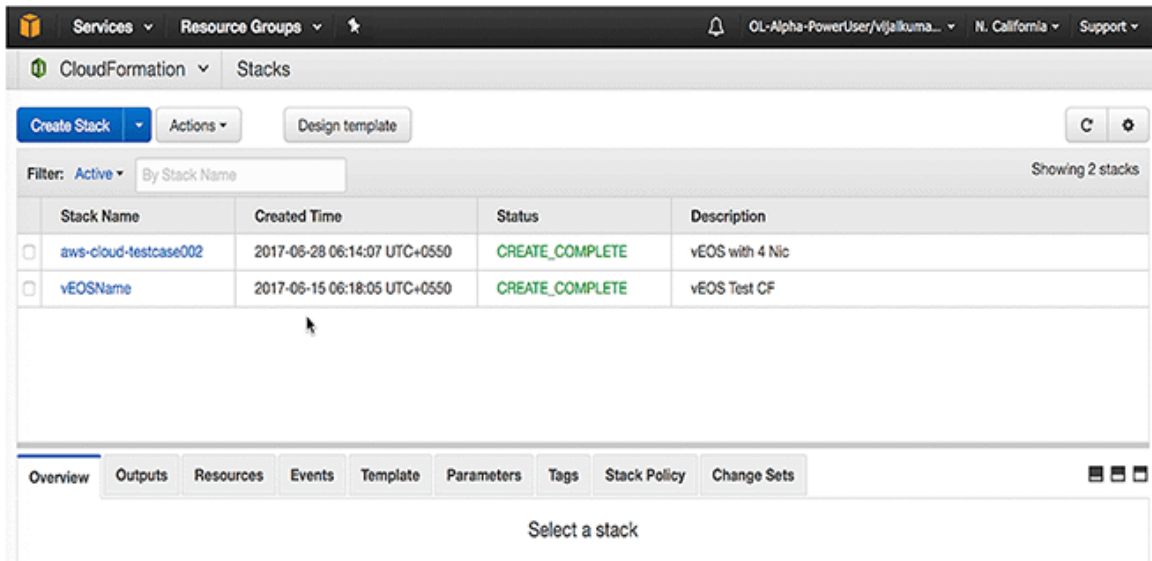 Services Resource Groups OL-Alpha-PowerUser/vijaikuma... N. California Support
CloudFormation Stacks
Create Stack Actions Design template
Filter: Active By Stack Name Showing 2 stacks
Stack Name Created Time Status Description
aws-cloud-testcase002 2017-06-28 06:14:07 UTC+0550 CREATE_COMPLETE vEOS with 4 Nic
vEOSName 2017-06-15 06:18:05 UTC+0550 CREATE_COMPLETE vEOS Test CF
Overview Outputs Resources Events Template Parameters Tags Stack Policy Change Sets
Select a stack